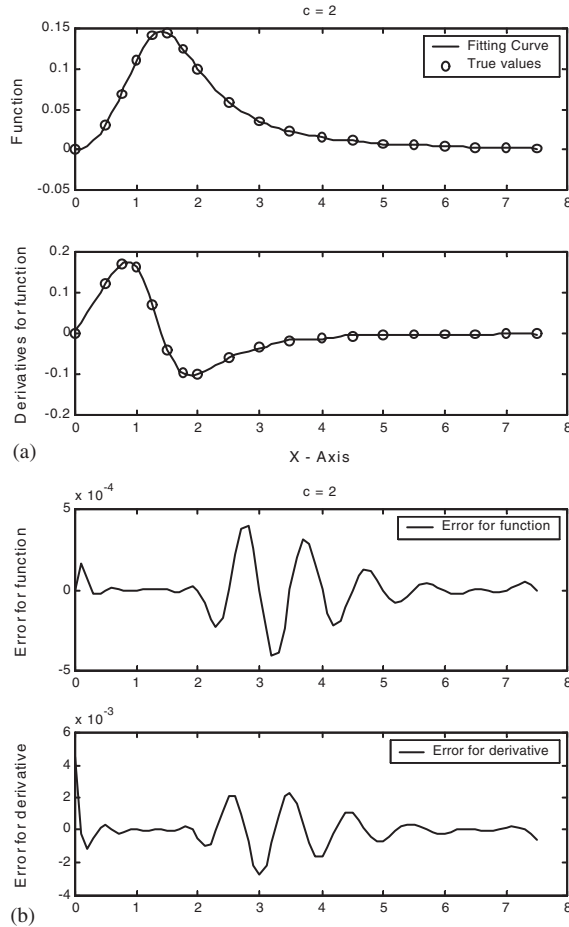 c = 2
0.15
0.10
0.05
0
-0.05
Function
Fitting Curve
True values
0 1 2 3 4 5 6 7 8
0.2
0.1
0.0
-0.1
-0.2
Derivatives for function
0 1 2 3 4 5 6 7 8
(a)
X - Axis
x 10-4
c = 2
5
0
-5
Error for function
Error for function
0 1 2 3 4 5 6 7 8
x 10-3
6
4
2
0
-2
-4
Error for derivative
Error for derivative
0 1 2 3 4 5 6 7 8
(b)